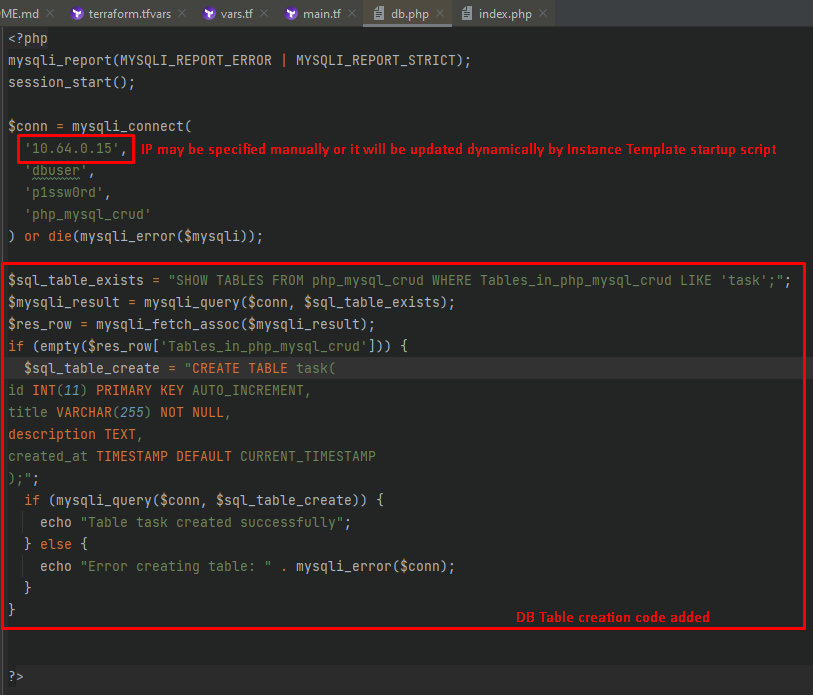 ME.md
terraform.tfvars
vars.tf
main.tf
db.php
index.php
<?php
mysqli_report(MYSQLI_REPORT_ERROR | MYSQLI_REPORT_STRICT);
session_start();
$conn = mysqli_connect(
'10.64.0.15', IP may be specified manually or it will be updated dynamically by Instance Template startup script
'dbuser',
'p1ssw0rd',
'php_mysql_crud'
) or die(mysqli_error($mysqli));
$sql_table_exists = "SHOW TABLES FROM php_mysql_crud WHERE Tables_in_php_mysql_crud LIKE 'task';";
$mysqli_result = mysqli_query($conn, $sql_table_exists);
$res_row = mysqli_fetch_assoc($mysqli_result);
if (empty($res_row['Tables_in_php_mysql_crud'])) {
$sql_table_create = "CREATE TABLE task(
id INT(11) PRIMARY KEY AUTO_INCREMENT,
title VARCHAR(255) NOT NULL,
description TEXT,
created_at TIMESTAMP DEFAULT CURRENT_TIMESTAMP
);";
if (mysqli_query($conn, $sql_table_create)) {
echo "Table task created successfully";
} else {
echo "Error creating table: " . mysqli_error($conn);
}
}
DB Table creation code added
?>